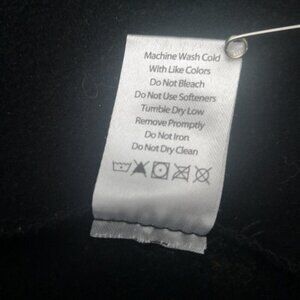 Machine Wash Cold
With Like Colors
Do Not Bleach
Do Not Use Softeners
Tumble Dry Low
Remove Promptly
Do Not Iron
Do Not Dry Clean